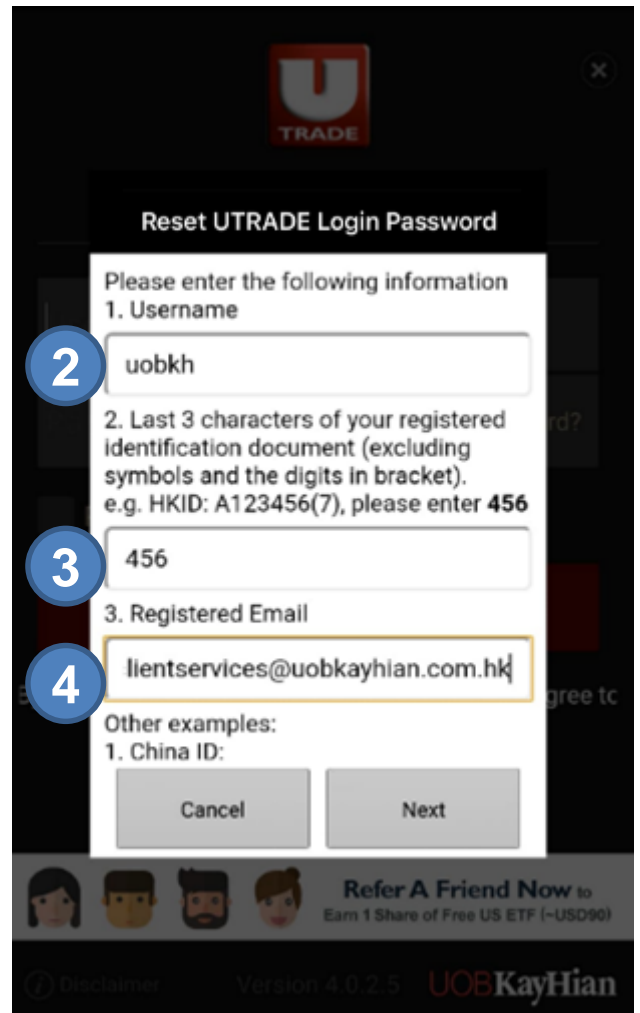 U
TRADE
Reset UTRADE Login Password
Please enter the following information
1. Username
2
uobkh
2. Last 3 characters of your registered
identification document (excluding
symbols and the digits in bracket).
e.g. HKID: A123456(7), please enter 456
rd?
3
456
3. Registered Email
4
lientservices@uobkayhian.com.hk
gree to
Other examples:
1. China ID:
Cancel
Next
Refer A Friend Now to
Earn 1 Share of Free US ETF (~USD90)
Disclaimer
Version 4.0.2.5
UOBKayHian